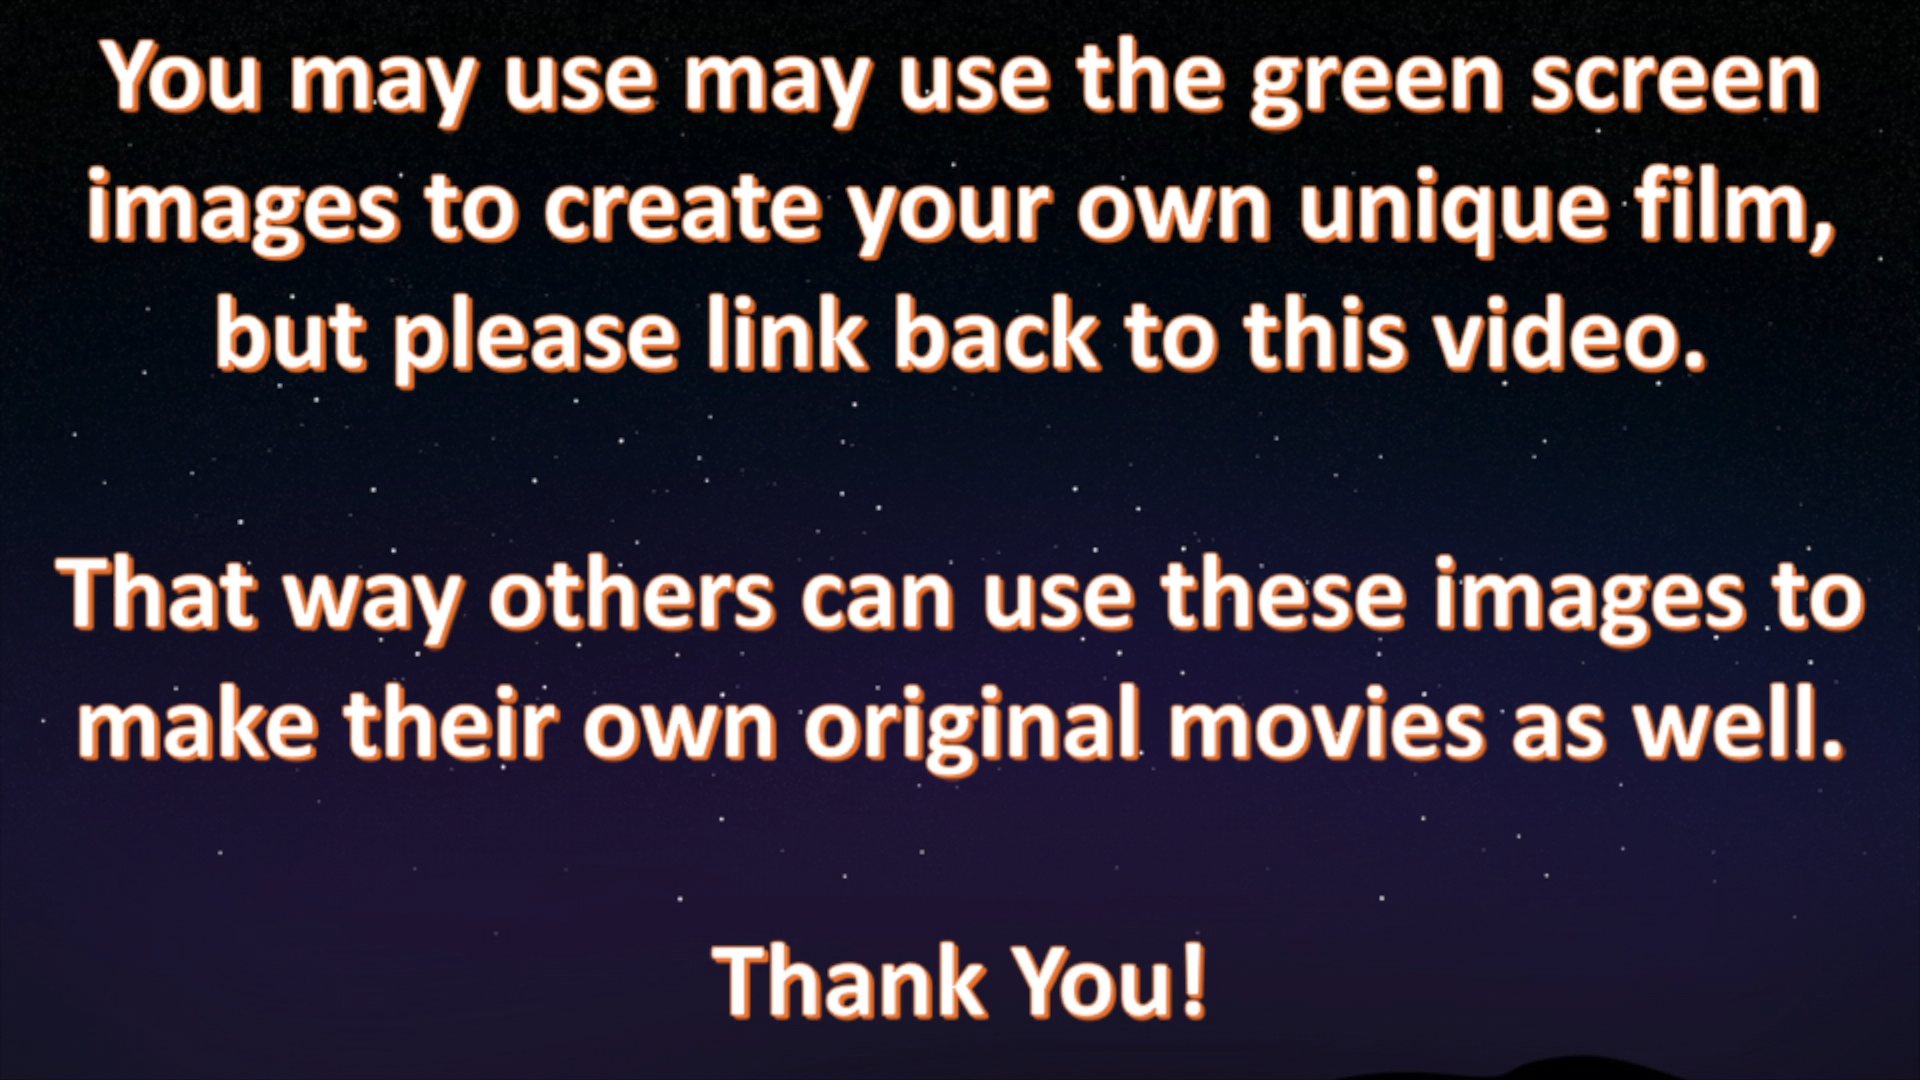 You may use may use the green screen
images to create your own unique film,
but please link back to this video.
That way others can use these images to
make their own original movies as well.
Thank You!